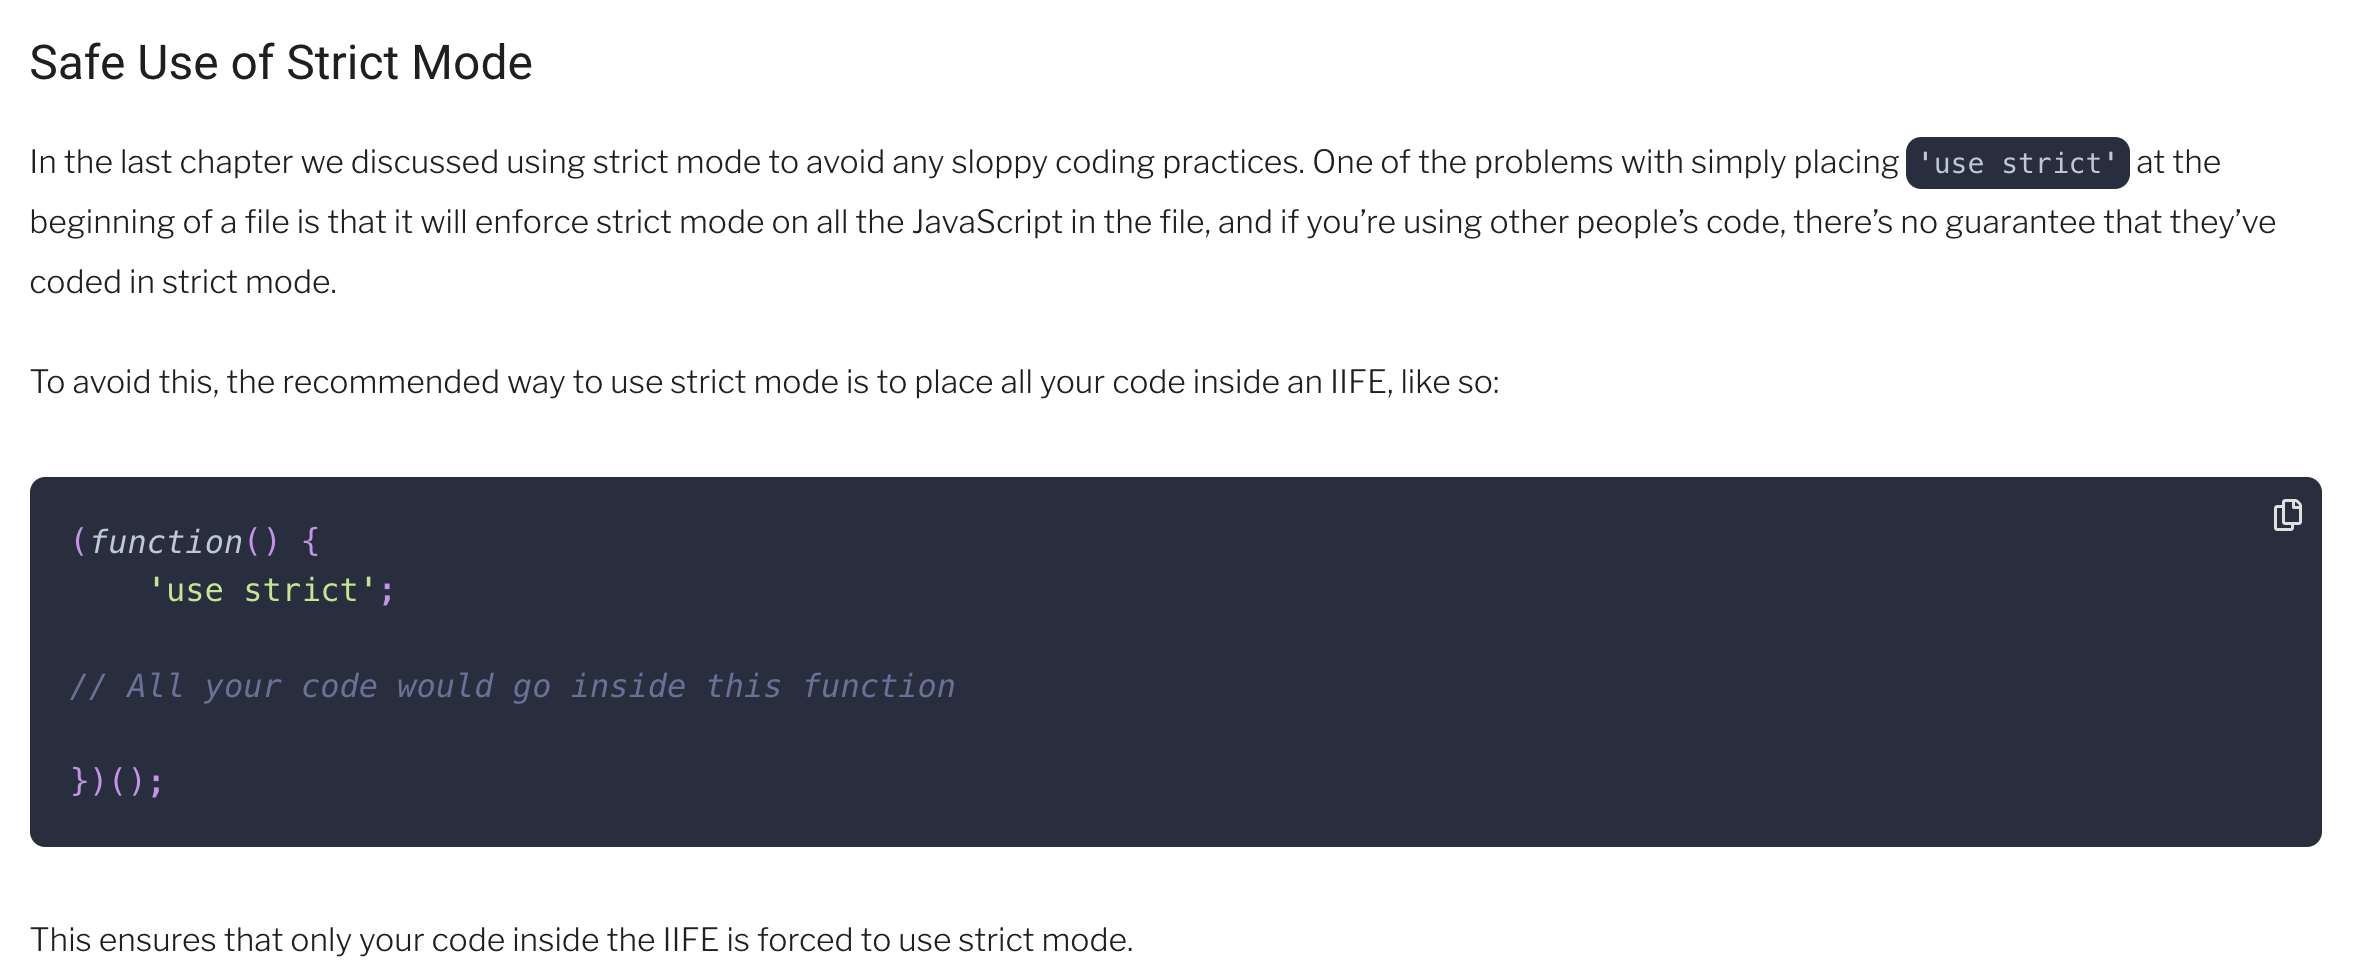 Safe Use of Strict Mode
In the last chapter we discussed using strict mode to avoid any sloppy coding practices. One of the problems with simply placing 'use strict' at the
beginning of a file is that it will enforce strict mode on all the JavaScript in the file, and if you’re using other people’s code, there’s no guarantee that they’ve
coded in strict mode.
To avoid this, the recommended way to use strict mode is to place all your code inside an IIFE, like so:
(function() {
    'use strict';
// All your code would go inside this function
})();
This ensures that only your code inside the IIFE is forced to use strict mode.